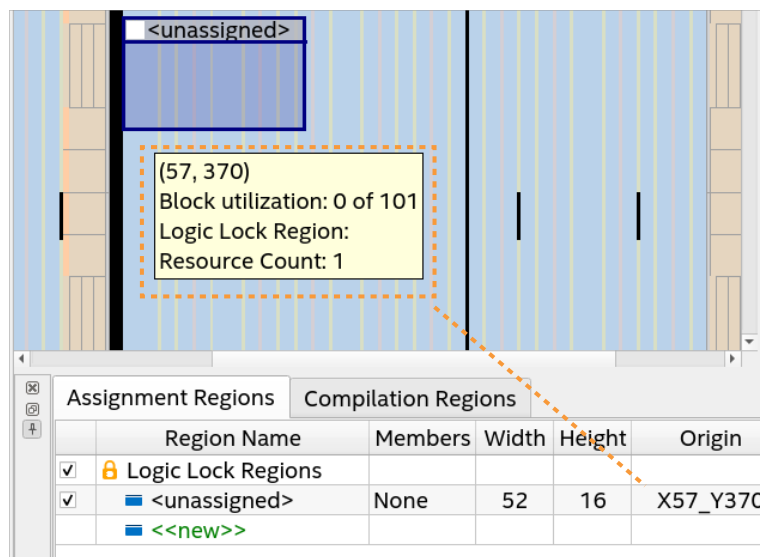 <unassigned>
(57, 370)
Block utilization: 0 of 101
Logic Lock Region:
Resource Count: 1
Assignment Regions
Compilation Regions
Region Name Members Width Height Origin
Logic Lock Regions
<unassigned> None 52 16 X57_Y370
<<new>>